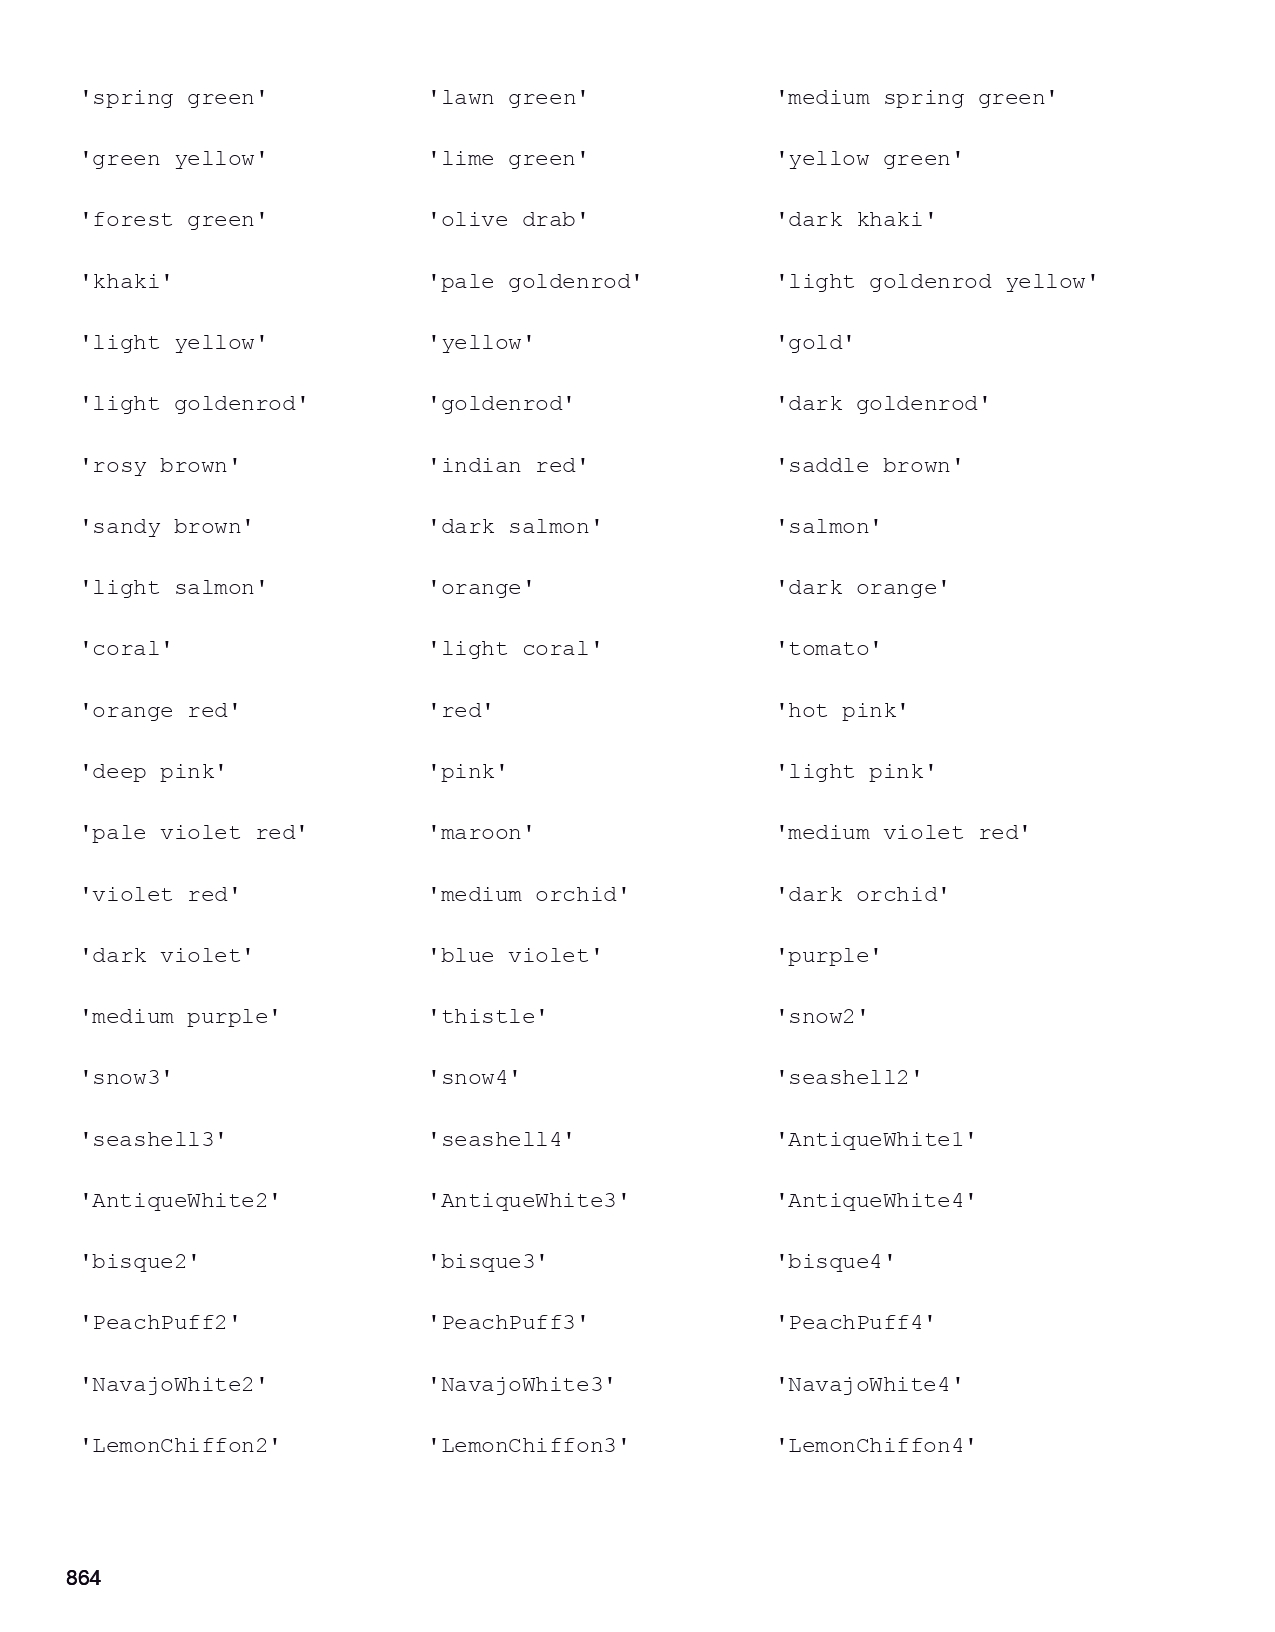 'spring green' 'lawn green' 'medium spring green'
'green yellow' 'lime green' 'yellow green'
'forest green' 'olive drab' 'dark khaki'
'khaki' 'pale goldenrod' 'light goldenrod yellow'
'light yellow' 'yellow' 'gold'
'light goldenrod' 'goldenrod' 'dark goldenrod'
'rosy brown' 'indian red' 'saddle brown'
'sandy brown' 'dark salmon' 'salmon'
'light salmon' 'orange' 'dark orange'
'coral' 'light coral' 'tomato'
'orange red' 'red' 'hot pink'
'deep pink' 'pink' 'light pink'
'pale violet red' 'maroon' 'medium violet red'
'violet red' 'medium orchid' 'dark orchid'
'dark violet' 'blue violet' 'purple'
'medium purple' 'thistle' 'snow2'
'snow3' 'snow4' 'seashell2'
'seashell3' 'seashell4' 'AntiqueWhite1'
'AntiqueWhite2' 'AntiqueWhite3' 'AntiqueWhite4'
'bisque2' 'bisque3' 'bisque4'
'PeachPuff2' 'PeachPuff3' 'PeachPuff4'
'NavajoWhite2' 'NavajoWhite3' 'NavajoWhite4'
'LemonChiffon2' 'LemonChiffon3' 'LemonChiffon4'
864